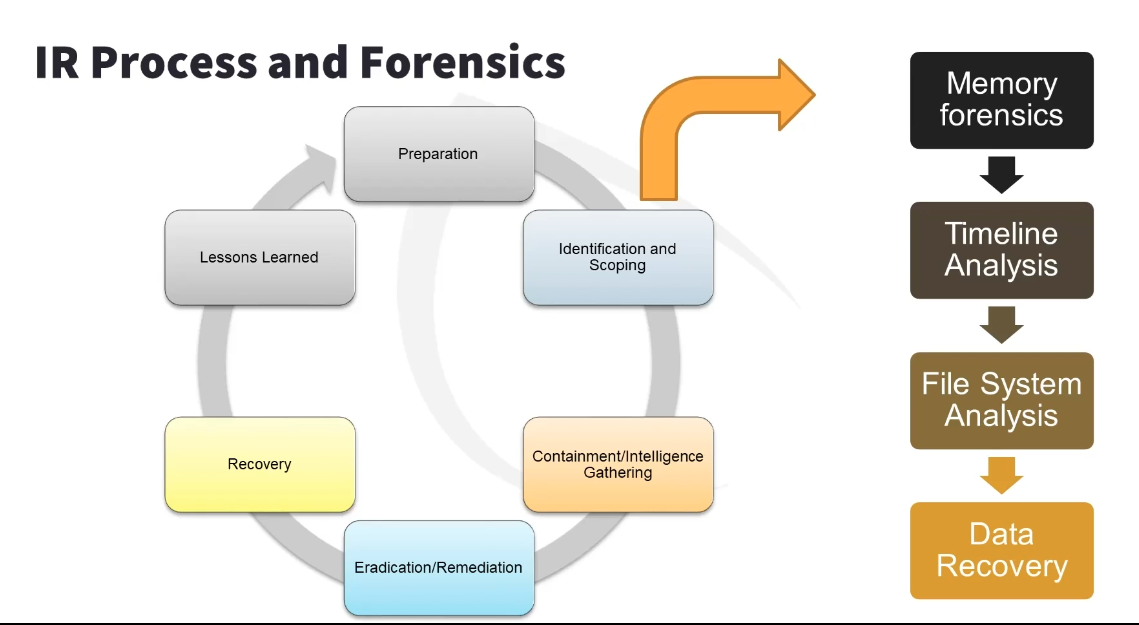 IR Process and Forensics
Preparation
Identification and
Scoping
Containment/Intelligence
Gathering
Eradication/Remediation
Recovery
Lessons Learned
Memory
forensics
Timeline
Analysis
File System
Analysis
Data
Recovery